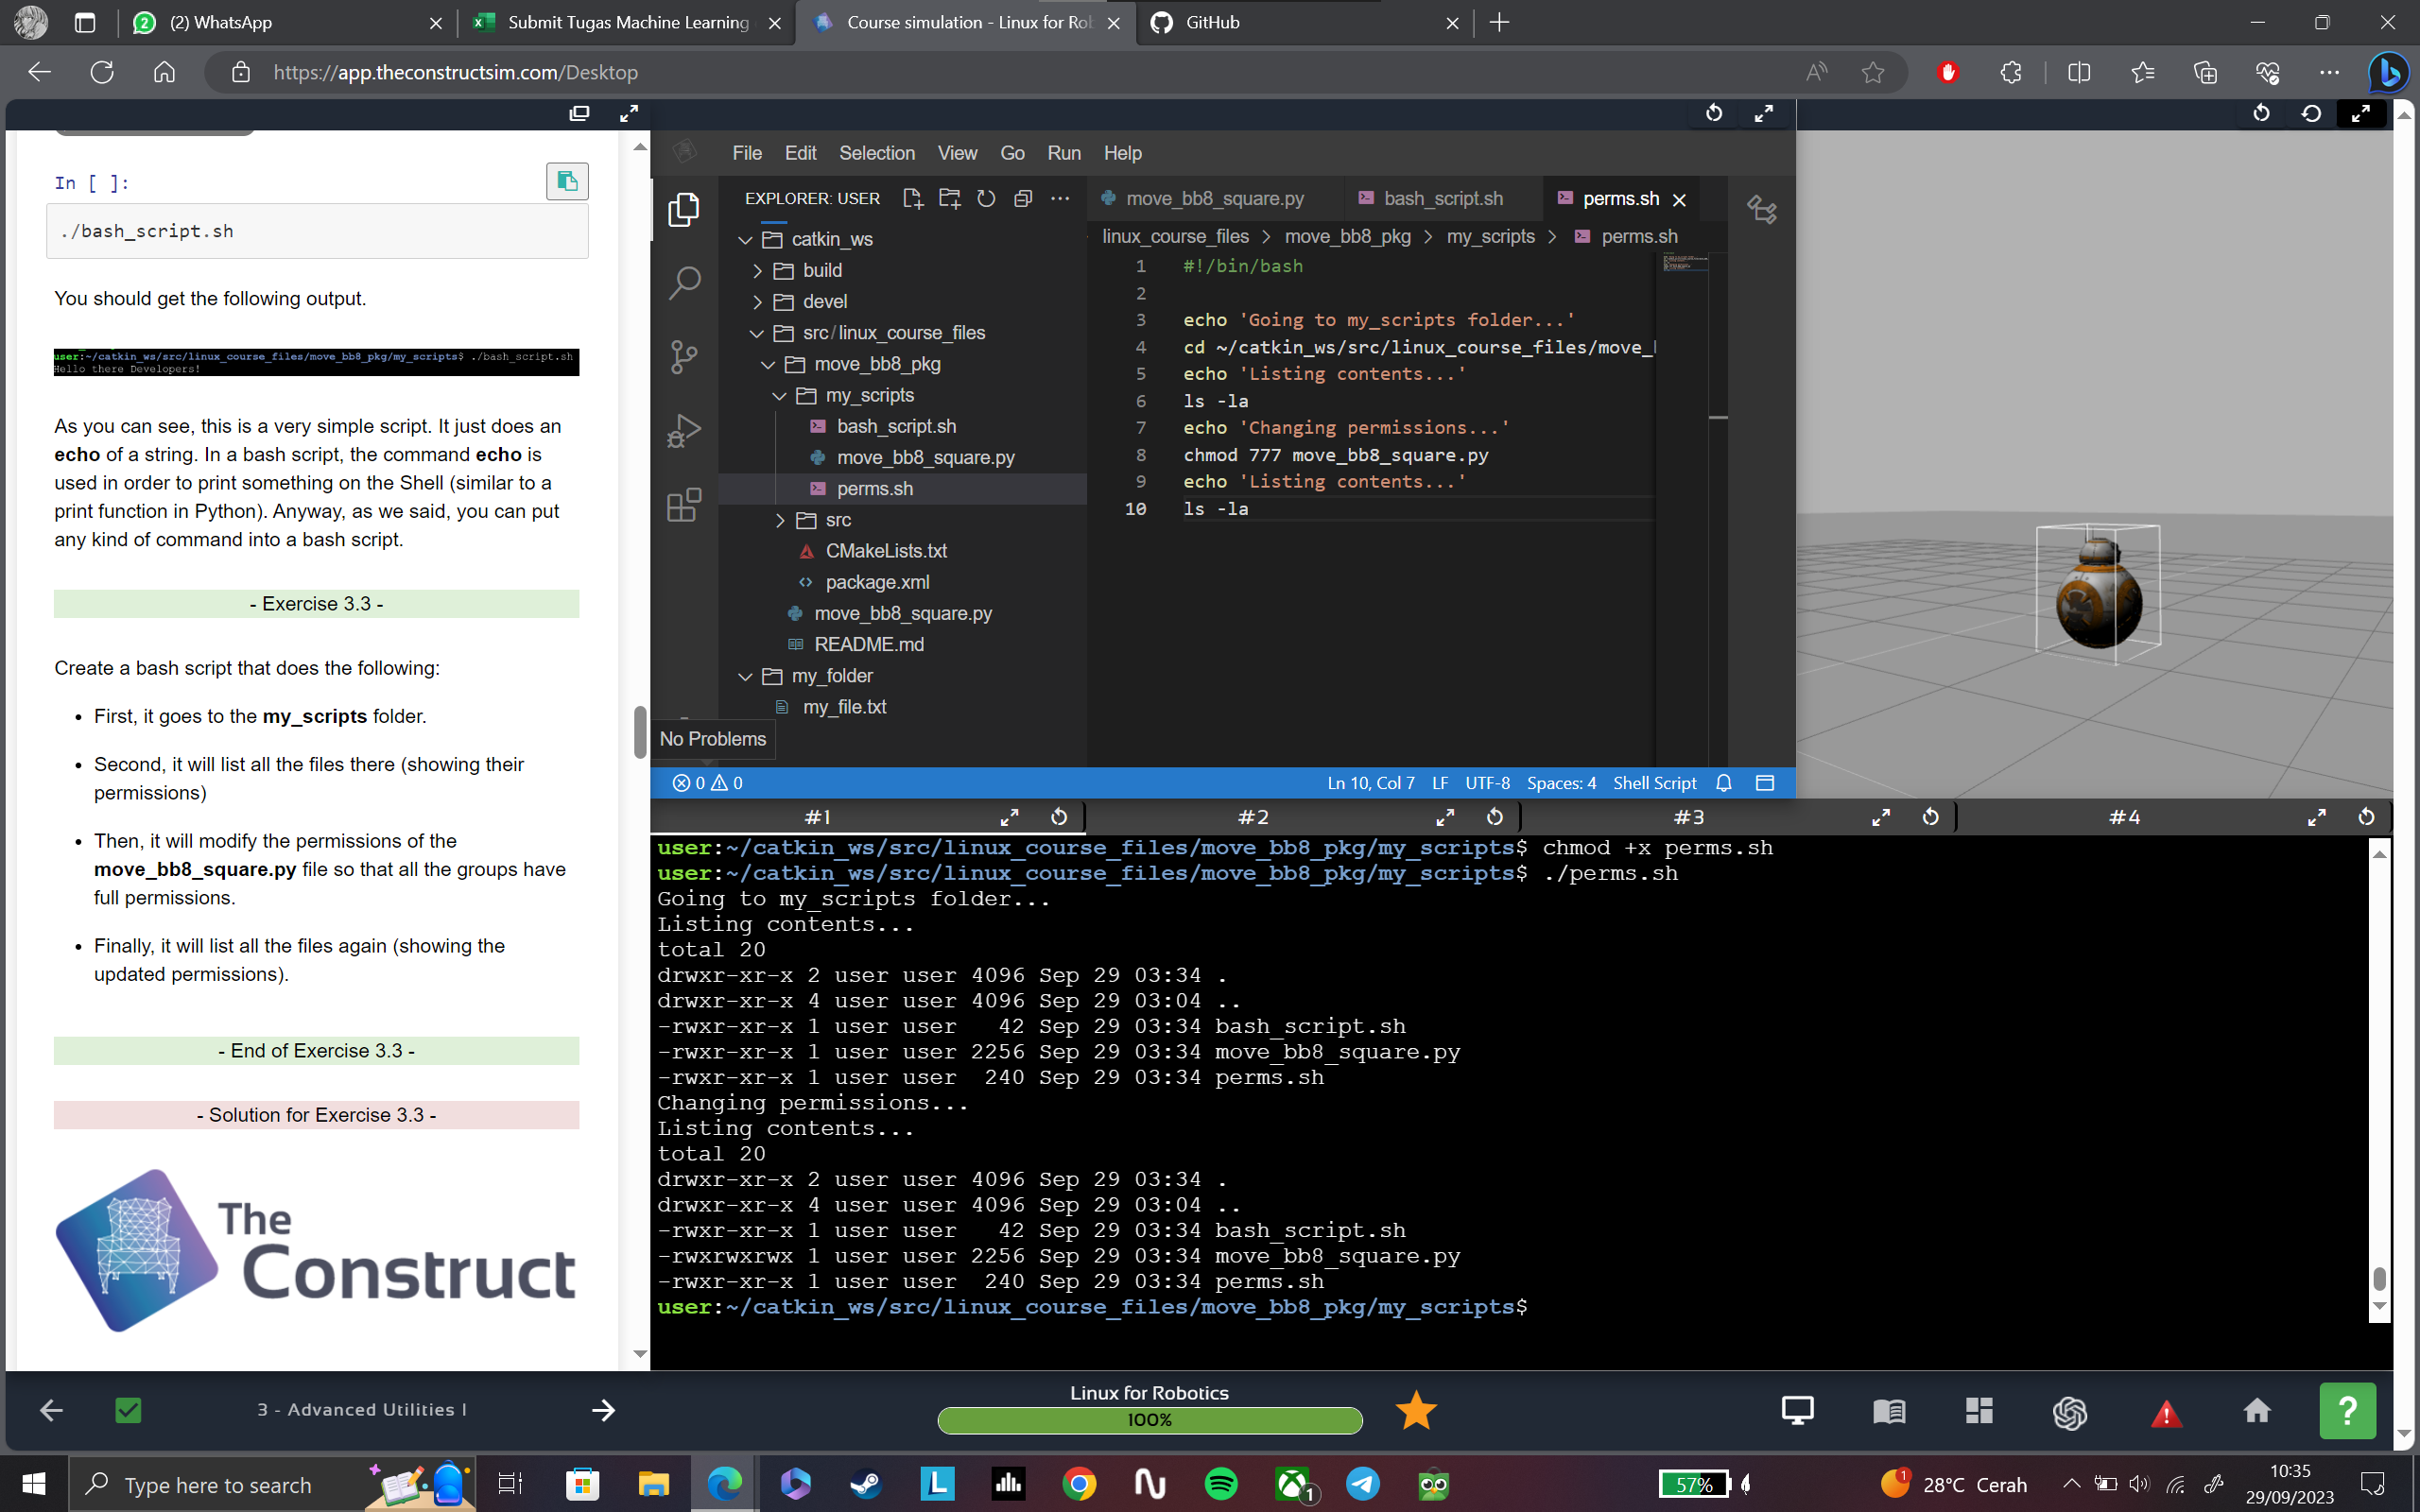 (2) WhatsApp
Submit Tugas Machine Learning
Course simulation - Linux for Rob
GitHub
https://app.theconstructsim.com/Desktop
In [ ]:
./bash_script.sh
You should get the following output.
user:~/catkin_ws/src/linux_course_files/move_bb8_pkg/my_scripts$ ./bash_script.sh
Hello there Developers!
As you can see, this is a very simple script. It just does an
echo of a string. In a bash script, the command echo is
used in order to print something on the Shell (similar to a
print function in Python). Anyway, as we said, you can put
any kind of command into a bash script.
- Exercise 3.3 -
Create a bash script that does the following:
• First, it goes to the my_scripts folder.
• Second, it will list all the files there (showing their
permissions)
• Then, it will modify the permissions of the
move_bb8_square.py file so that all the groups have
full permissions.
• Finally, it will list all the files again (showing the
updated permissions).
- End of Exercise 3.3 -
- Solution for Exercise 3.3 -
The
Construct
File Edit Selection View Go Run Help
EXPLORER: USER
catkin_ws
build
devel
src/linux_course_files
move_bb8_pkg
my_scripts
bash_script.sh
move_bb8_square.py
perms.sh
src
CMakeLists.txt
package.xml
move_bb8_square.py
README.md
my_folder
my_file.txt
No Problems
move_bb8_square.py bash_script.sh perms.sh
linux_course_files > move_bb8_pkg > my_scripts > perms.sh
1 #!/bin/bash
2
3 echo 'Going to my_scripts folder...'
4 cd ~/catkin_ws/src/linux_course_files/move_
5 echo 'Listing contents...'
6 ls -la
7 echo 'Changing permissions...'
8 chmod 777 move_bb8_square.py
9 echo 'Listing contents...'
10 ls -la
0 0 Ln 10, Col 7 LF UTF-8 Spaces: 4 Shell Script
#1 #2 #3 #4
user:~/catkin_ws/src/linux_course_files/move_bb8_pkg/my_scripts$ chmod +x perms.sh
user:~/catkin_ws/src/linux_course_files/move_bb8_pkg/my_scripts$ ./perms.sh
Going to my_scripts folder...
Listing contents...
total 20
drwxr-xr-x 2 user user 4096 Sep 29 03:34 .
drwxr-xr-x 4 user user 4096 Sep 29 03:04 ..
-rwxr-xr-x 1 user user   42 Sep 29 03:34 bash_script.sh
-rwxr-xr-x 1 user user 2256 Sep 29 03:34 move_bb8_square.py
-rwxr-xr-x 1 user user  240 Sep 29 03:34 perms.sh
Changing permissions...
Listing contents...
total 20
drwxr-xr-x 2 user user 4096 Sep 29 03:34 .
drwxr-xr-x 4 user user 4096 Sep 29 03:04 ..
-rwxr-xr-x 1 user user   42 Sep 29 03:34 bash_script.sh
-rwxrwxrwx 1 user user 2256 Sep 29 03:34 move_bb8_square.py
-rwxr-xr-x 1 user user  240 Sep 29 03:34 perms.sh
user:~/catkin_ws/src/linux_course_files/move_bb8_pkg/my_scripts$
3 - Advanced Utilities I
Linux for Robotics
100%
?
Type here to search
57%
28°C Cerah
10:35
29/09/2023